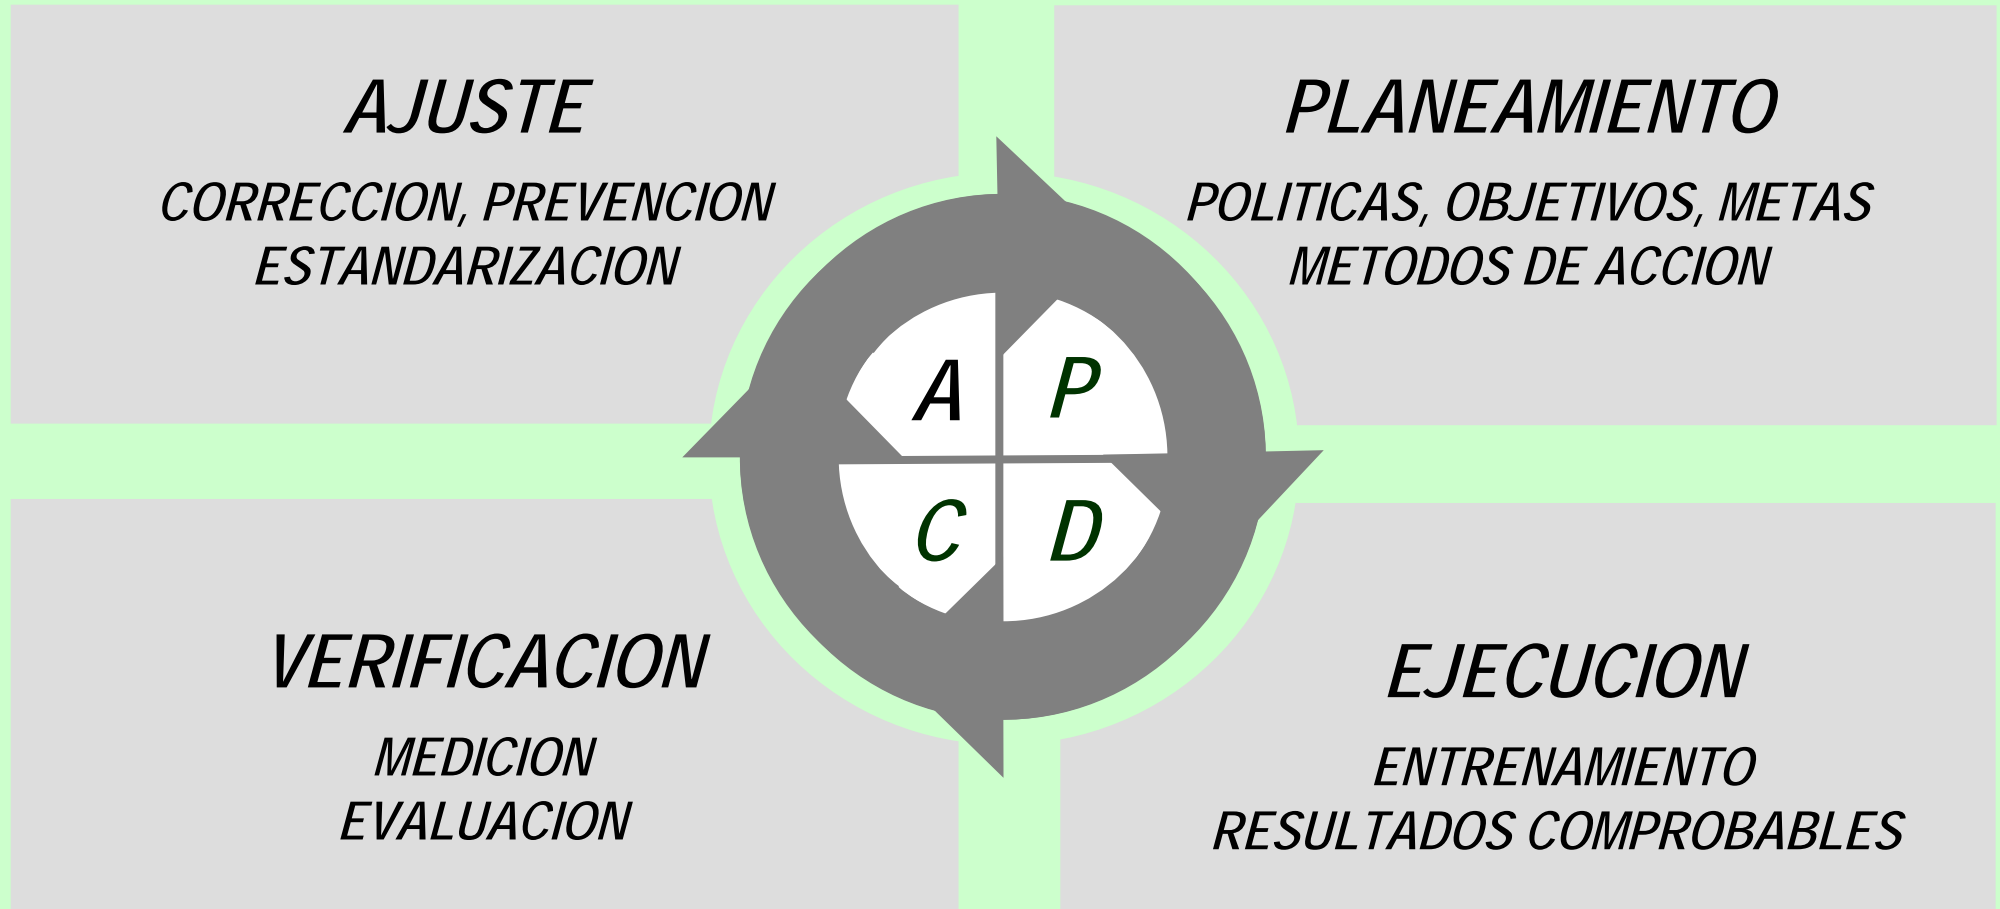 AJUSTE
CORRECCION, PREVENCION
ESTANDARIZACION
PLANEAMIENTO
POLITICAS, OBJETIVOS, METAS
METODOS DE ACCION
A
P
C
D
VERIFICACION
MEDICION
EVALUACION
EJECUCION
ENTRENAMIENTO
RESULTADOS COMPROBABLES